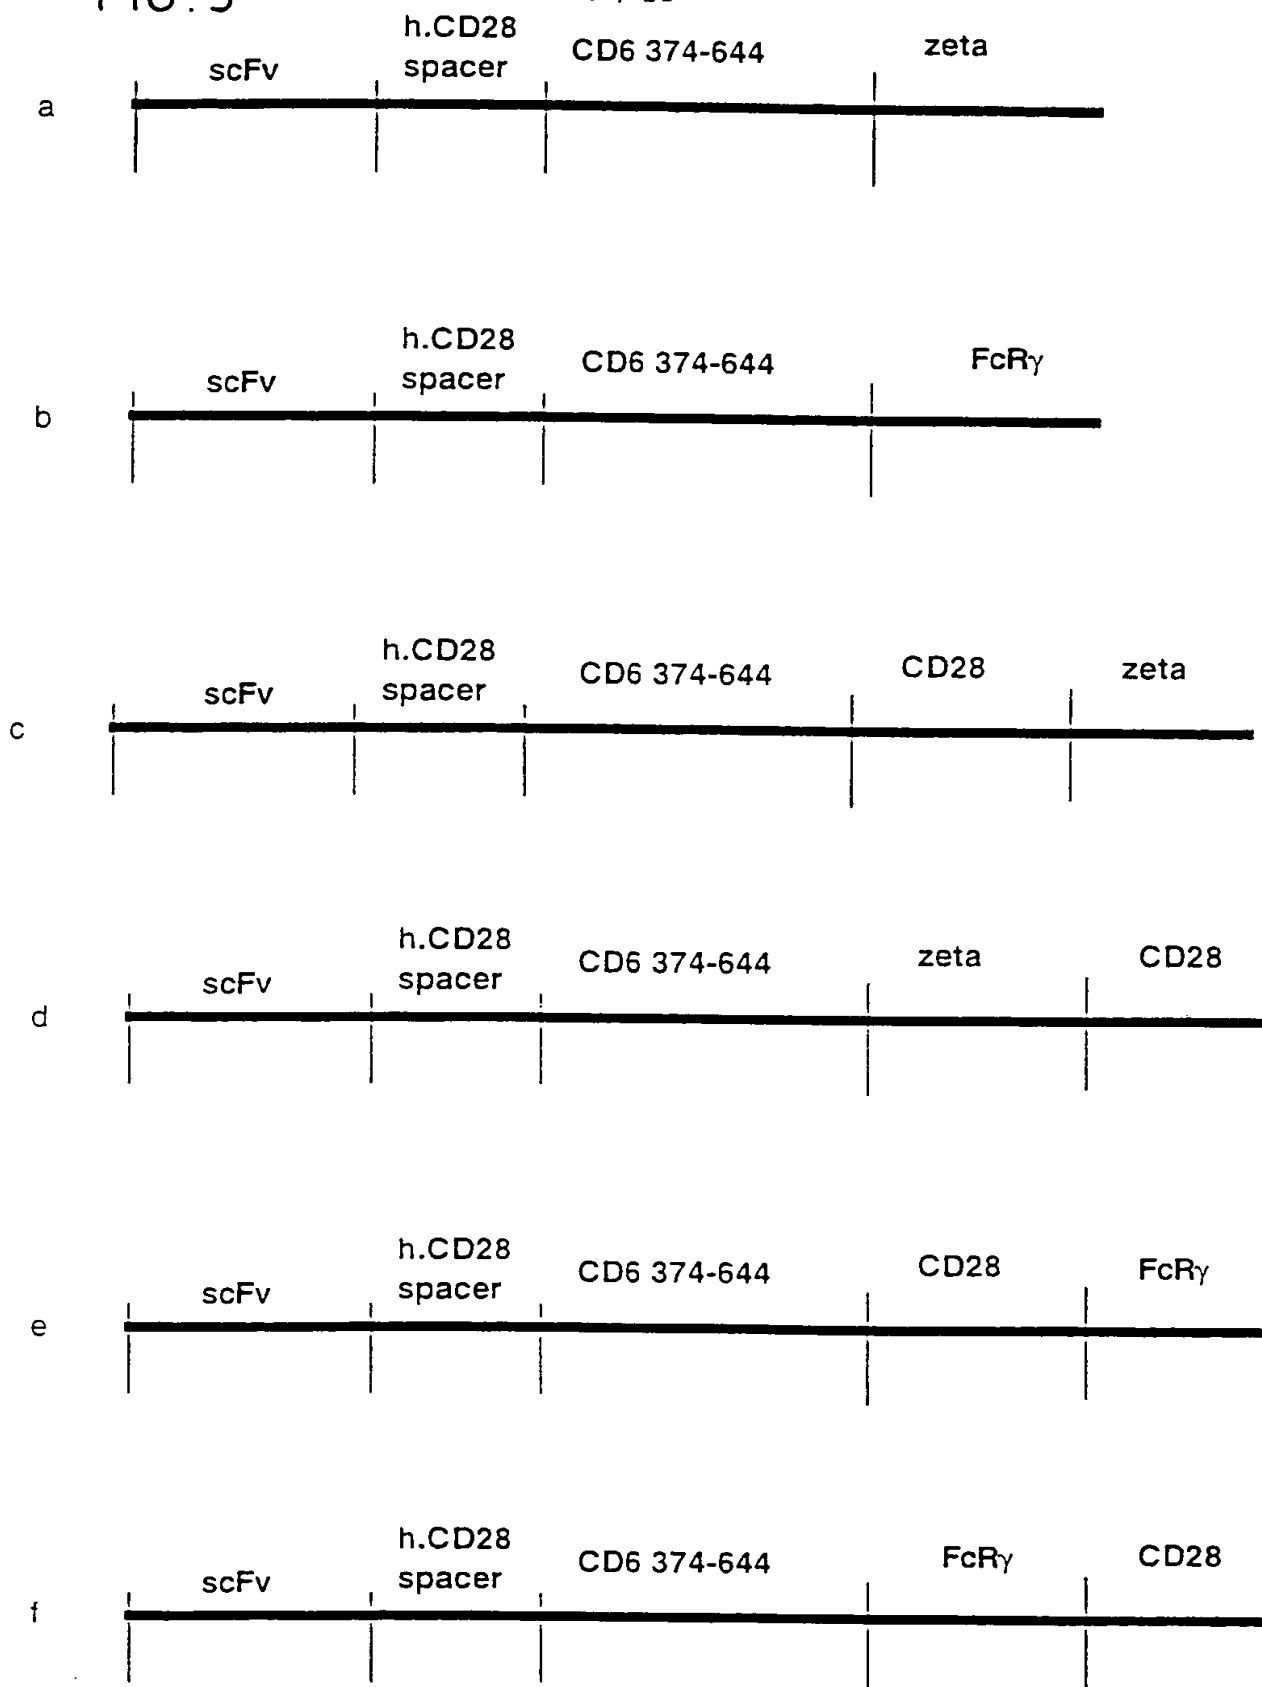 FIG. 5
h.CD28
spacer
scFv
CD6 374-644
zeta
a
h.CD28
spacer
scFv
CD6 374-644
FcRγ
b
h.CD28
spacer
scFv
CD6 374-644
CD28
zeta
c
h.CD28
spacer
scFv
CD6 374-644
zeta
CD28
d
h.CD28
spacer
scFv
CD6 374-644
CD28
FcRγ
e
h.CD28
spacer
scFv
CD6 374-644
FcRγ
CD28
f